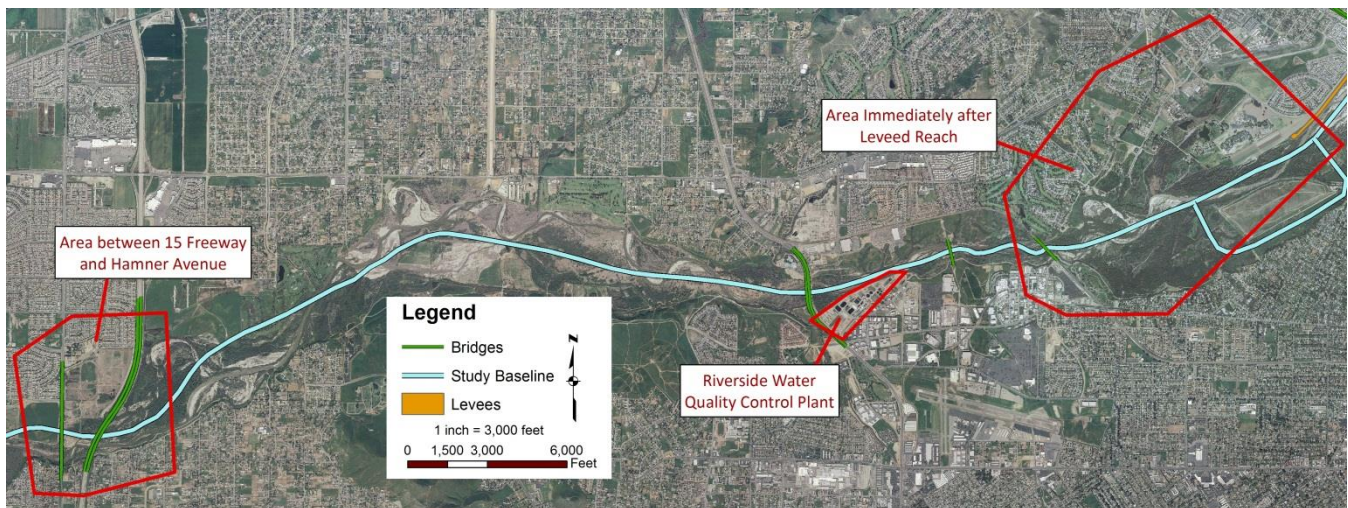 Area Immediately after
Leveed Reach
Area between 15 Freeway
and Hamner Avenue
Legend
Bridges
Study Baseline
Levees
N
1 inch = 3,000 feet
0 1,500 3,000 6,000
Feet
Riverside Water
Quality Control Plant